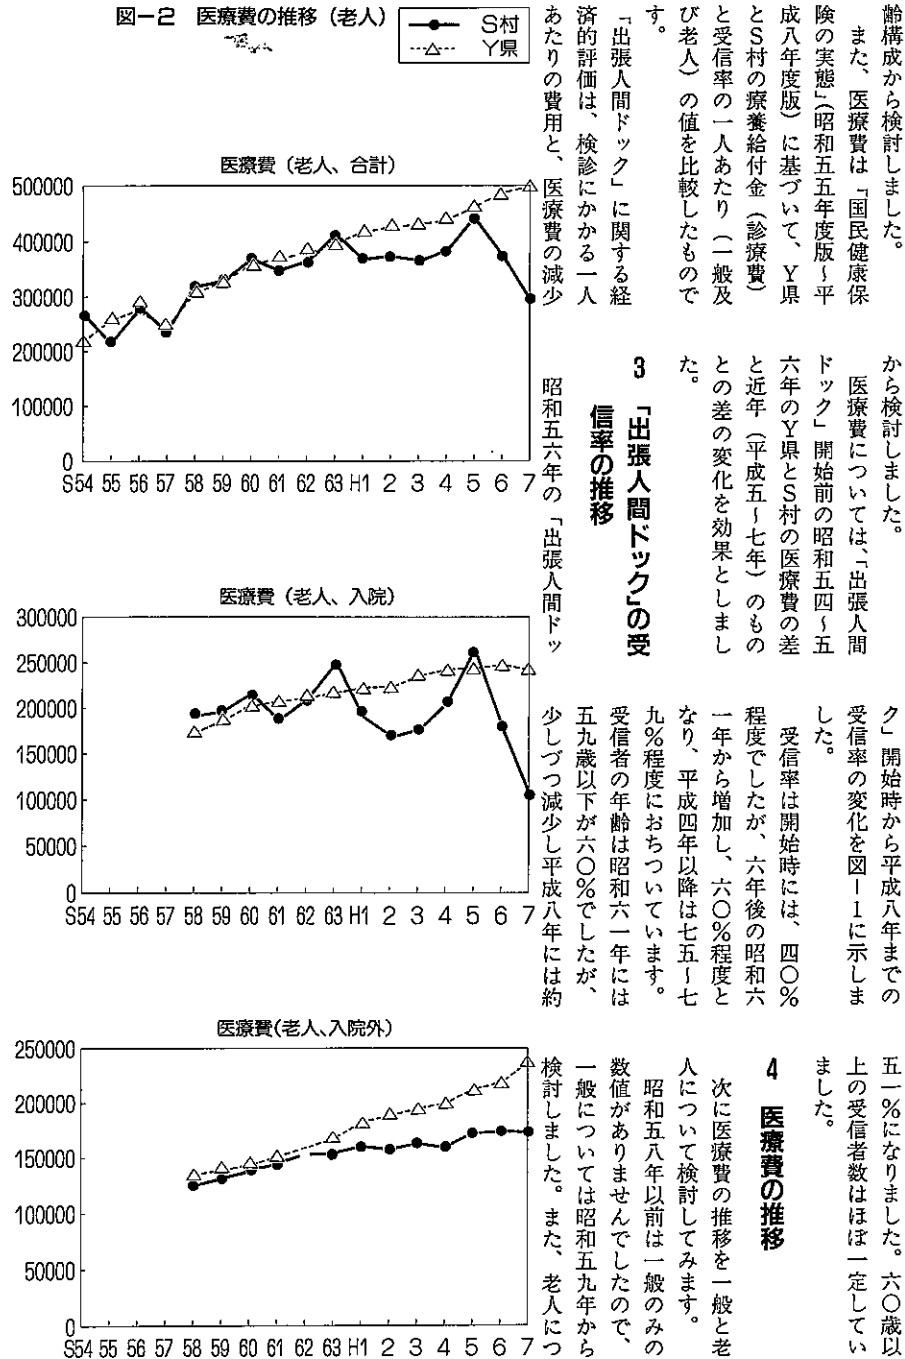 図－2　医療費の推移（老人）
S村
Y県
医療費（老人、合計）
500000
400000
300000
200000
100000
0
S54 55 56 57 58 59 60 61 62 63 H1 2 3 4 5 6 7
医療費（老人、入院）
300000
250000
200000
150000
100000
50000
0
S54 55 56 57 58 59 60 61 62 63 H1 2 3 4 5 6 7
医療費（老人、入院外）
250000
200000
150000
100000
50000
0
S54 55 56 57 58 59 60 61 62 63 H1 2 3 4 5 6 7
齢構成から検討しました。
また、医療費は「国民健康保
険の実態」（昭和五五年度版～平
成八年度版）に基づいて、Y県
とS村の療養給付金（診療費）
と受信率の一人あたり（一般及
び老人）の値を比較したもので
す。
「出張人間ドック」に関する経
済的評価は、検診にかかる一人
あたりの費用と、医療費の減少
から検討しました。
医療費については、「出張人間
ドック」開始前の昭和五四～五
六年のY県とS村の医療費の差
と近年（平成五～七年）のもの
との差の変化を効果としまし
た。
3　「出張人間ドック」の受
信率の推移
昭和五六年の「出張人間ドッ
ク」開始時から平成八年までの
受信率の変化を図－1に示しま
した。
受信率は開始時には、四〇％
程度でしたが、六年後の昭和六
一年から増加し、六〇％程度と
なり、平成四年以降は七五～七
九％程度におちついています。
受信者の年齢は昭和六一年には
五九歳以下が六〇％でしたが、
少しづつ減少し平成八年には約
五一％になりました。六〇歳以
上の受信者数はほぼ一定してい
ました。
4　医療費の推移
次に医療費の推移を一般と老
人について検討してみます。
昭和五八年以前は一般のみの
数値がありませんでしたので、
一般については昭和五九年から
検討しました。また、老人につ